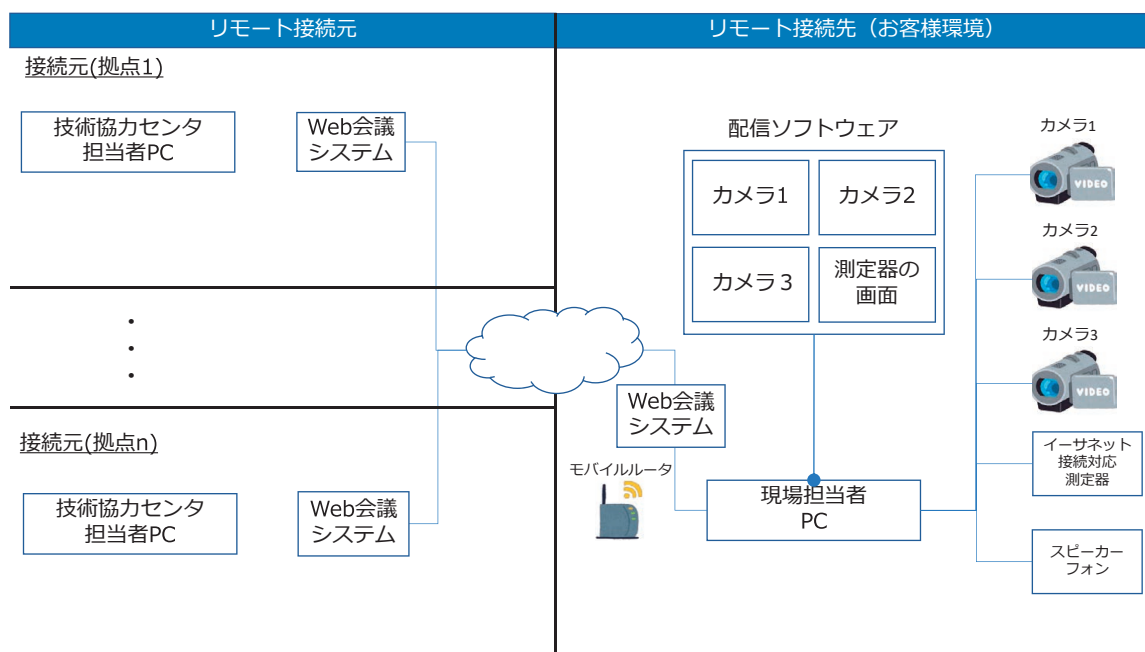 リモート接続元
リモート接続先（お客様環境）
接続元(拠点1)
技術協力センタ
担当者PC
Web会議
システム
・
・
・
接続元(拠点n)
技術協力センタ
担当者PC
Web会議
システム
配信ソフトウェア
カメラ1
カメラ2
カメラ３
測定器の
画面
Web会議
システム
モバイルルータ
現場担当者
PC
カメラ1
VIDEO
カメラ2
VIDEO
カメラ3
VIDEO
イーサネット
接続対応
測定器
スピーカー
フォン